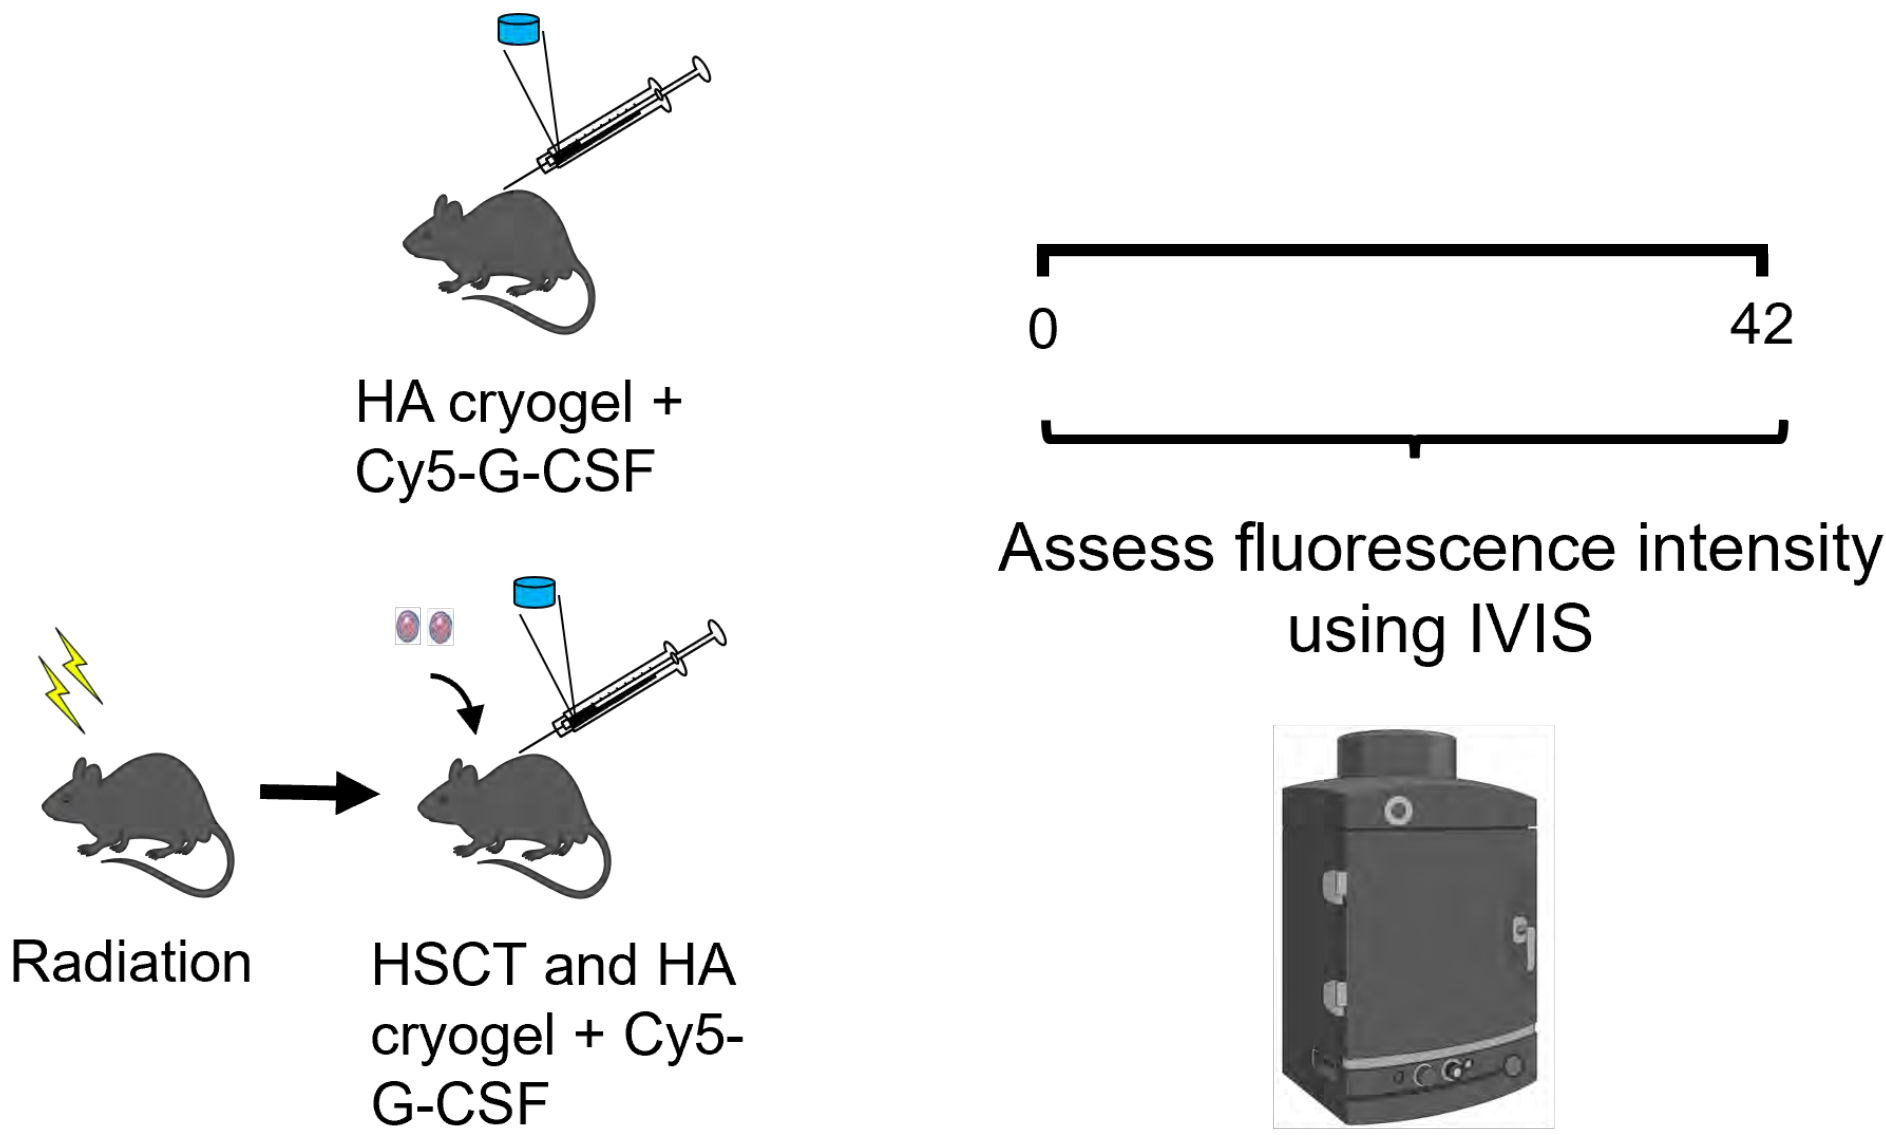 HA cryogel +
Cy5-G-CSF
0
42
Assess fluorescence intensity
using IVIS
Radiation
HSCT and HA
cryogel + Cy5-
G-CSF